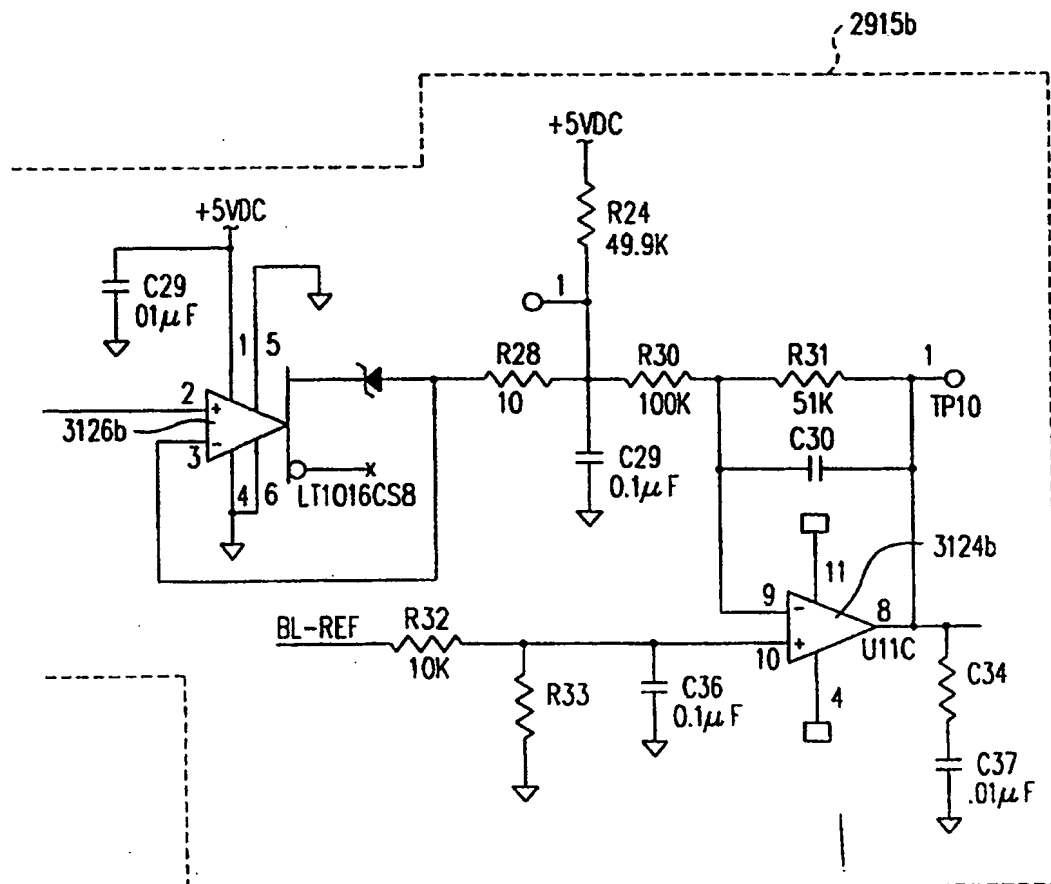 2915b
+5VDC
R24
49.9K
+5VDC
C29
01μF
1
1
5
R28
10
R30
100K
R31
51K
1
TP10
2
+
3126b
-
3
4
6
LT1016CS8
x
C29
0.1μF
C30
11
3124b
9
-
8
BL-REF
R32
10K
10
+
U11C
R33
C36
0.1μF
4
C34
C37
.01μF